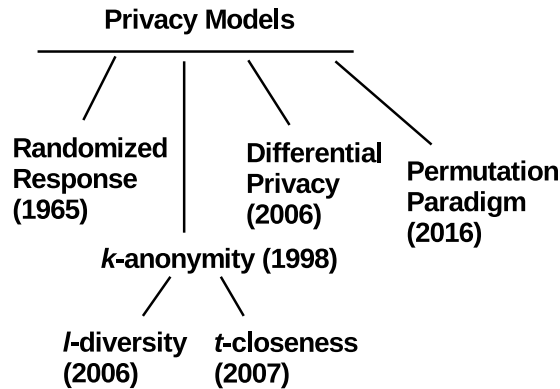 Privacy Models
Randomized
Response
(1965)
Differential
Privacy
(2006)
Permutation
Paradigm
(2016)
k-anonymity (1998)
l-diversity
(2006)
t-closeness
(2007)